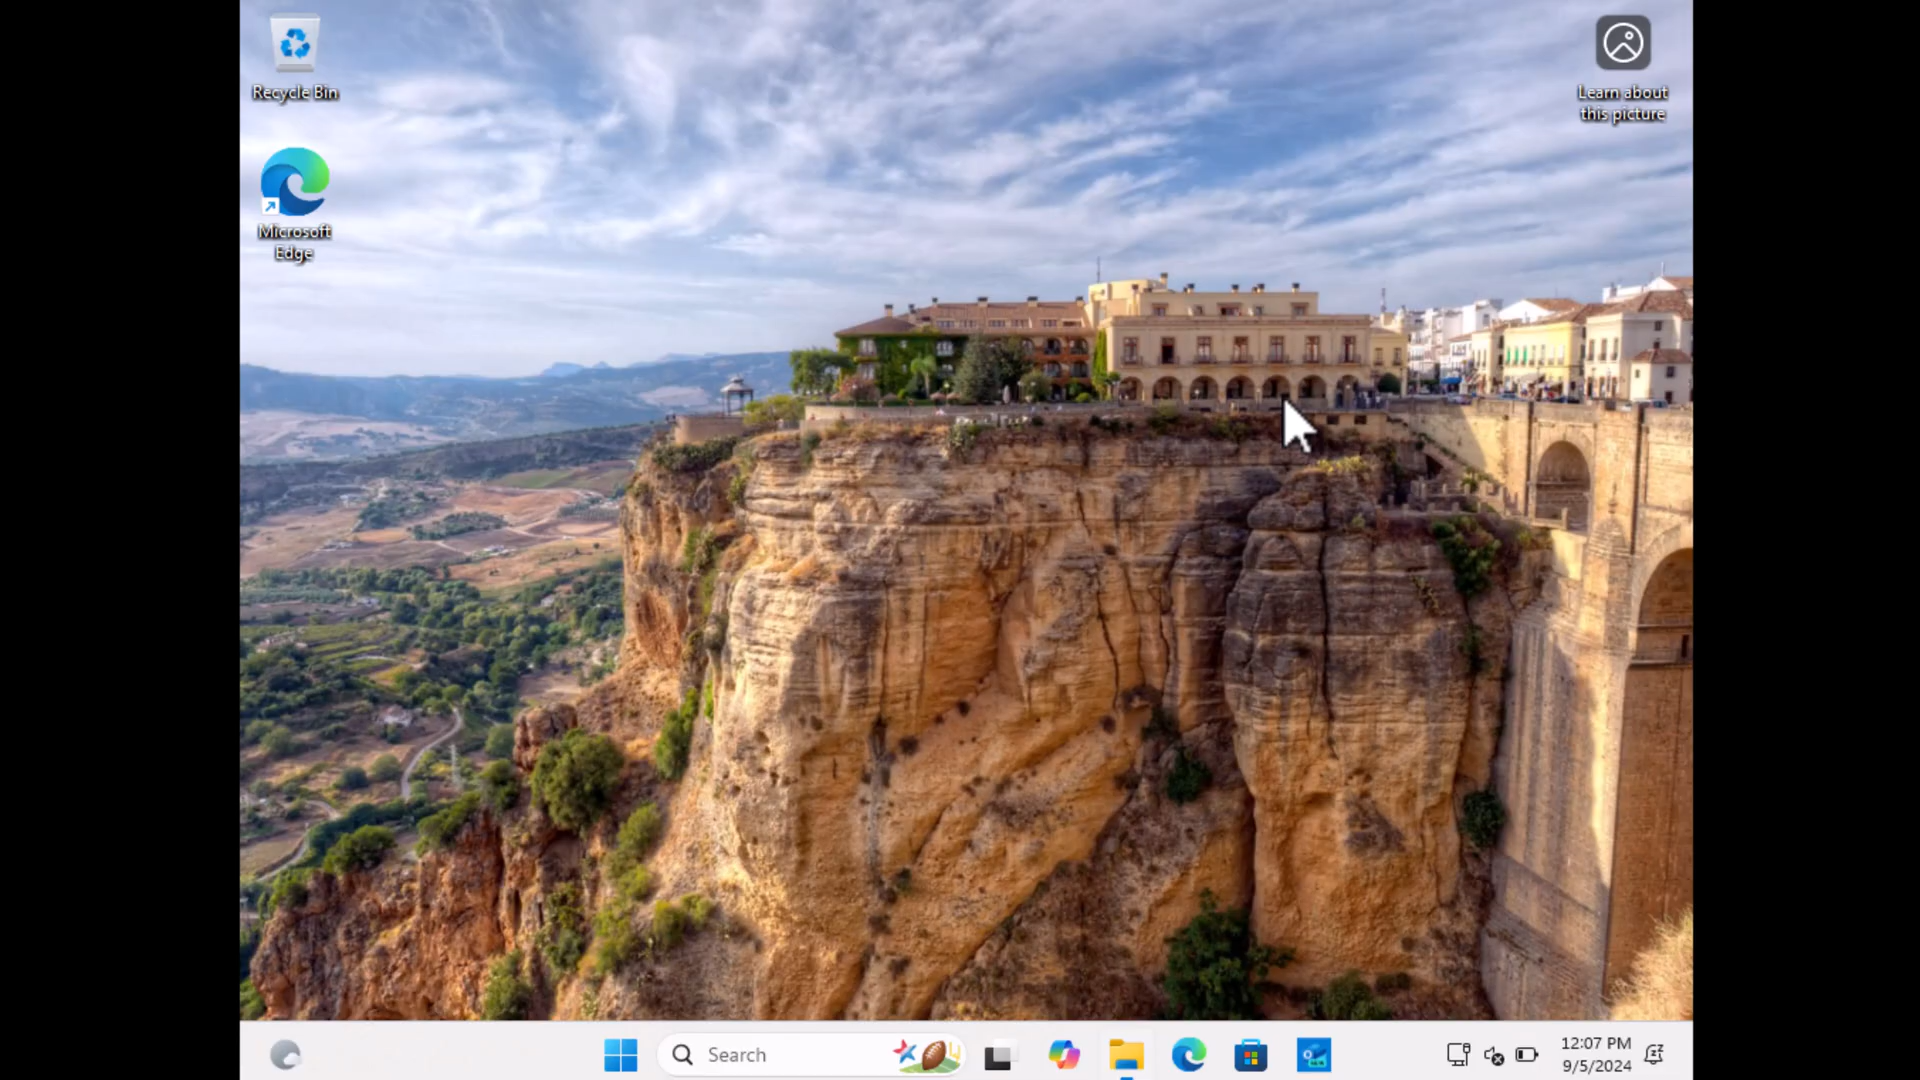 Recycle Bin
Learn about
this picture
Microsoft
Edge
Search
12:07 PM
9/5/2024